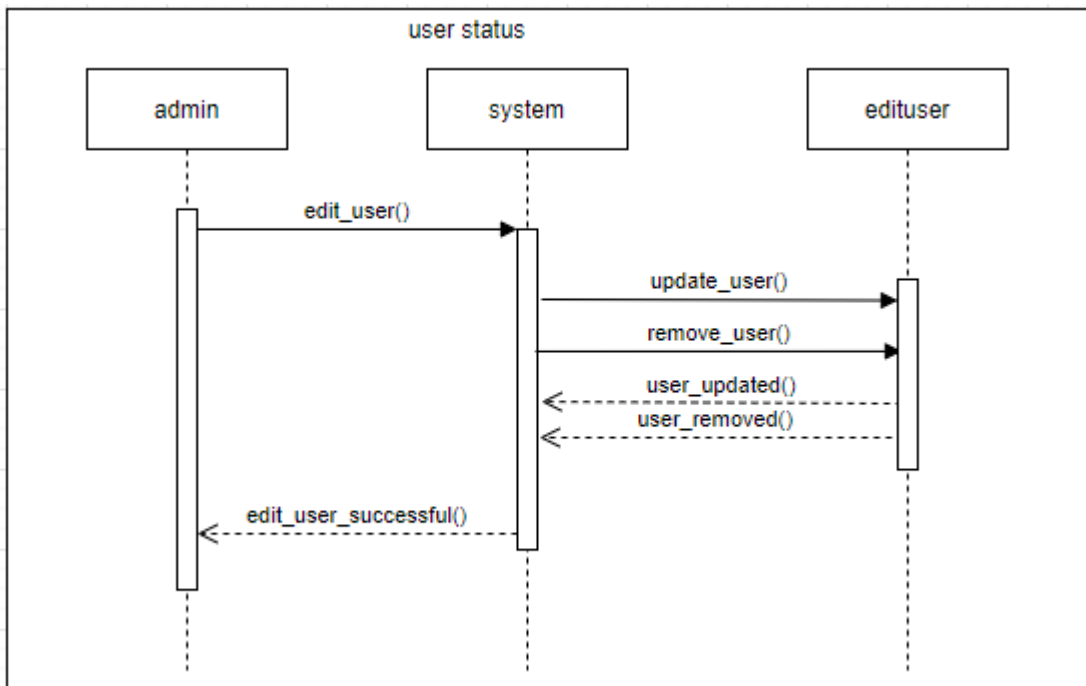 user status
admin
system
edituser
edit_user()
update_user()
remove_user()
user_updated()
user_removed()
edit_user_successful()